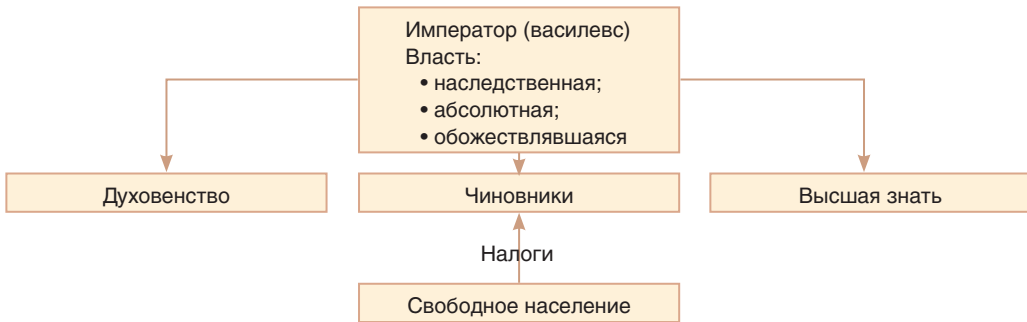 Император (василевс)
Власть:
• наследственная;
• абсолютная;
• обожествлявшаяся
Духовенство
Чиновники
Высшая знать
Налоги
Свободное население